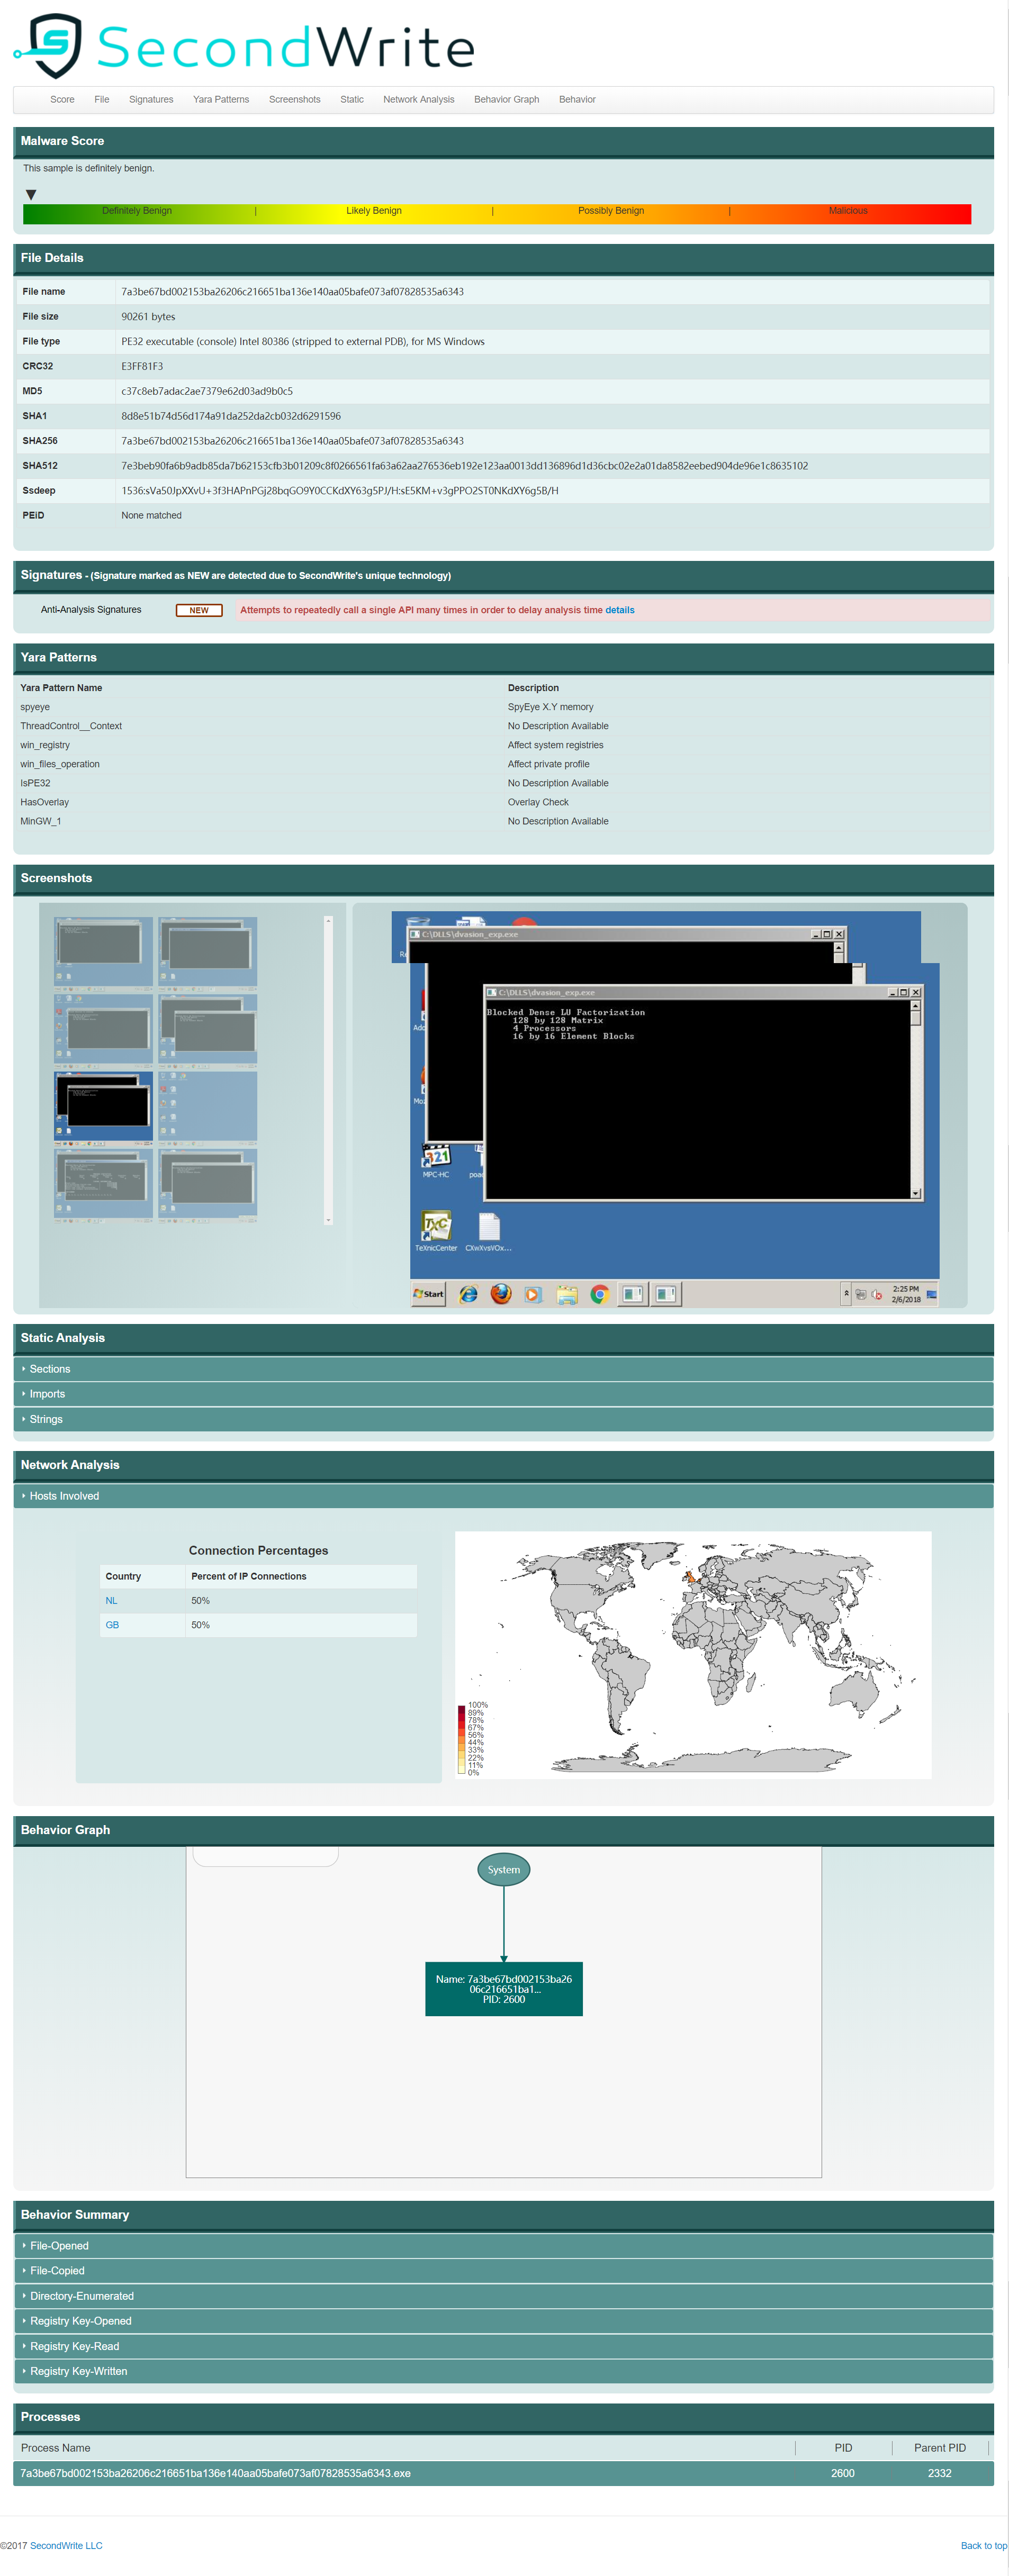 SecondWrite
Score File Signatures Yara Patterns Screenshots Static Network Analysis Behavior Graph Behavior
Malware Score
This sample is definitely benign.
Definitely Benign | Likely Benign | Possibly Benign | Malicious
File Details
File name 7a3be67bd002153ba26206c216651ba136e140aa05bafe073af07828535a6343
File size 90261 bytes
File type PE32 executable (console) Intel 80386 (stripped to external PDB), for MS Windows
CRC32 E3FF81F3
MD5 c37c8eb7adac2ae7379e62d03ad9b0c5
SHA1 8d8e51b74d56d174a91da252da2cb032d6291596
SHA256 7a3be67bd002153ba26206c216651ba136e140aa05bafe073af07828535a6343
SHA512 7e3beb90fa6b9adb85da7b62153cfb3b01209c8f0266561fa63a62aa276536eb192e123aa0013dd136896d1d36cbc02e2a01da8582eebed904de96e1c8635102
Ssdeep 1536:sVa50JpXXvU+3f3HAPnPGj28bqGO9Y0CCKdXY63g5PJ/H:sE5KM+v3gPPO2ST0NKdXY6g5B/H
PEiD None matched
Signatures - (Signature marked as NEW are detected due to SecondWrite's unique technology)
Anti-Analysis Signatures NEW Attempts to repeatedly call a single API many times in order to delay analysis time details
Yara Patterns
Yara Pattern Name Description
spyeye SpyEye X.Y memory
ThreadControl__Context No Description Available
win_registry Affect system registries
win_files_operation Affect private profile
IsPE32 No Description Available
HasOverlay Overlay Check
MinGW_1 No Description Available
Screenshots
C:\DLLS\dvasion_exp.exe
C:\DLLS\dvasion_exp.exe
Blocked Dense LU Factorization
128 by 128 Matrix
4 Processors
16 by 16 Element Blocks
MPC-HC
TeXnicCenter CXwXvsVOx...
Start 2:25 PM
2/6/2018
Static Analysis
Sections
Imports
Strings
Network Analysis
Hosts Involved
Connection Percentages
Country Percent of IP Connections
NL 50%
GB 50%
100%
89%
78%
67%
56%
44%
33%
22%
11%
0%
Behavior Graph
System
Name: 7a3be67bd002153ba26
206c216651ba1...
PID: 2600
Behavior Summary
File-Opened
File-Copied
Directory-Enumerated
Registry Key-Opened
Registry Key-Read
Registry Key-Written
Processes
Process Name PID Parent PID
7a3be67bd002153ba26206c216651ba136e140aa05bafe073af07828535a6343.exe 2600 2332
©2017 SecondWrite LLC Back to top